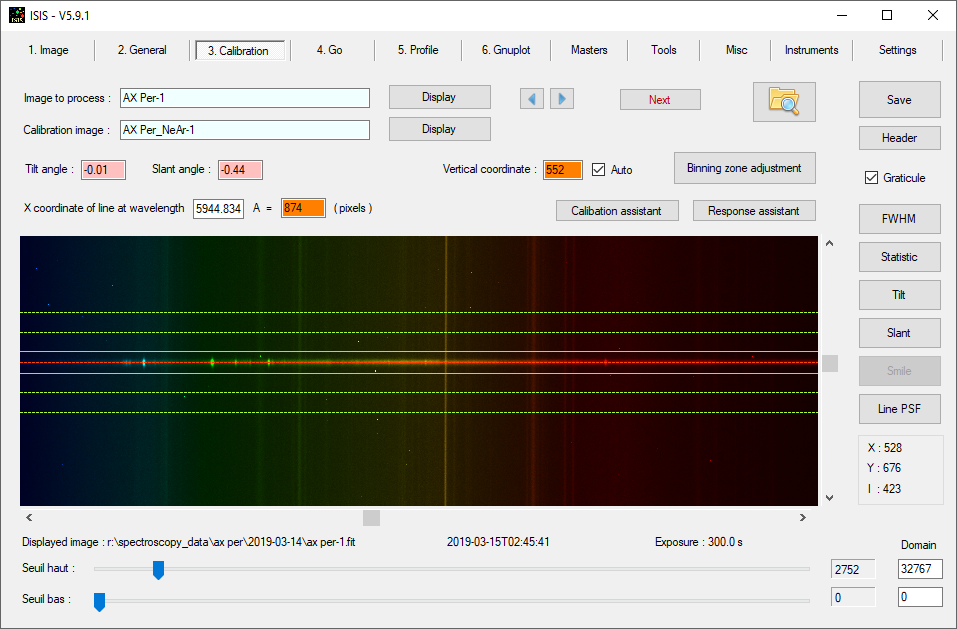 ISIS
ISIS - V5.9.1
1. Image 2. General 3. Calibration 4. Go 5. Profile 6. Gnuplot Masters Tools Misc Instruments Settings
Image to process : AX Per-1 Display Next Save
Calibration image : AX Per_NeAr-1 Display Header
Tilt angle : -0.01 Slant angle : -0.44 Vertical coordinate : 552 Auto Binning zone adjustment Graticule
X coordinate of line at wavelength 5944.834 A = 874 ( pixels ) Calibation assistant Response assistant FWHM
Statistic
Tilt
Slant
Smile
Line PSF
X : 528
Y : 676
I : 423
Displayed image : r:\spectroscopy_data\ax per\2019-03-14\ax per-1.fit 2019-03-15T02:45:41 Exposure : 300.0 s Domain
Seuil haut : 2752 32767
Seuil bas : 0 0